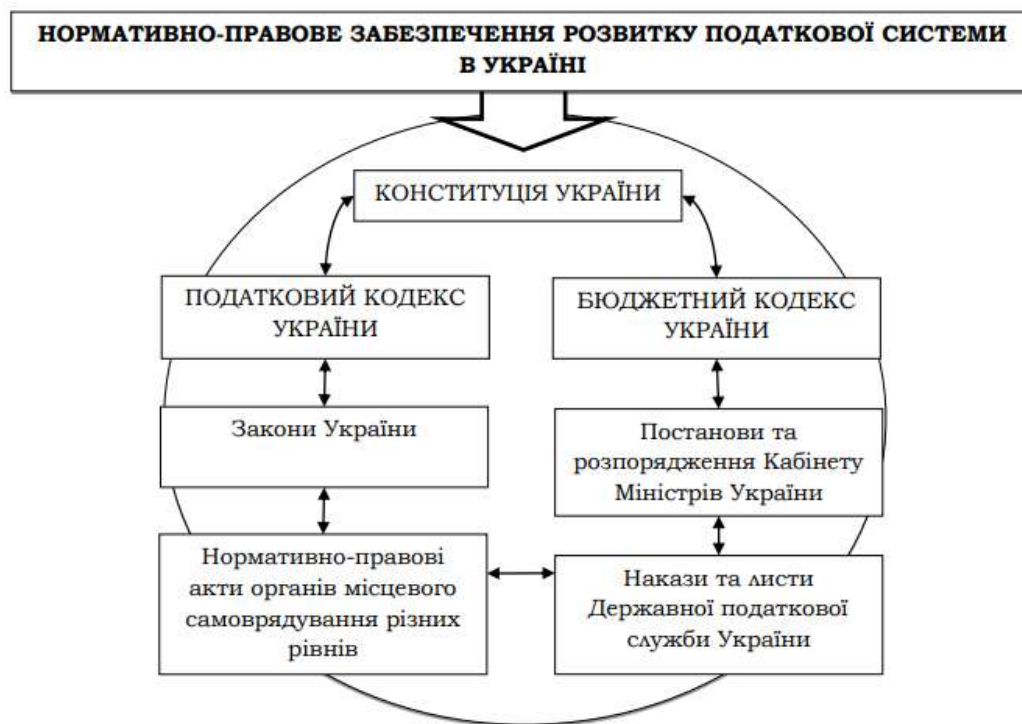 НОРМАТИВНО-ПРАВОВЕ ЗАБЕЗПЕЧЕННЯ РОЗВИТКУ ПОДАТКОВОЇ СИСТЕМИ
В УКРАЇНІ
КОНСТИТУЦІЯ УКРАЇНИ
ПОДАТКОВИЙ КОДЕКС
УКРАЇНИ
БЮДЖЕТНИЙ КОДЕКС
УКРАЇНИ
Закони України
Постанови та
розпорядження Кабінету
Міністрів України
Нормативно-правові
акти органів місцевого
самоврядування різних
рівнів
Накази та листи
Державної податкової
служби України